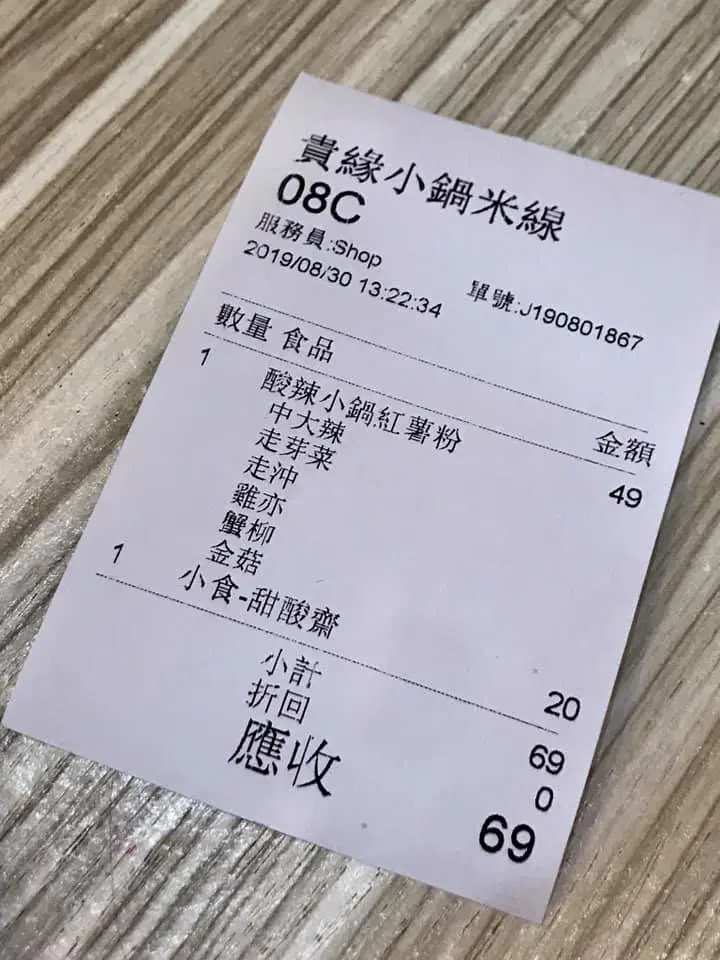 貴緣小鍋米線
08C
服務員:Shop 單號:J190801867
2019/08/30 13:22:34
數量 食品 金額
1 酸辣小鍋紅薯粉 49
中大辣
走芽菜
走沖
雞亦
蟹柳
金菇
1 小食-甜酸齋 20
小計 69
折回 0
應收 69